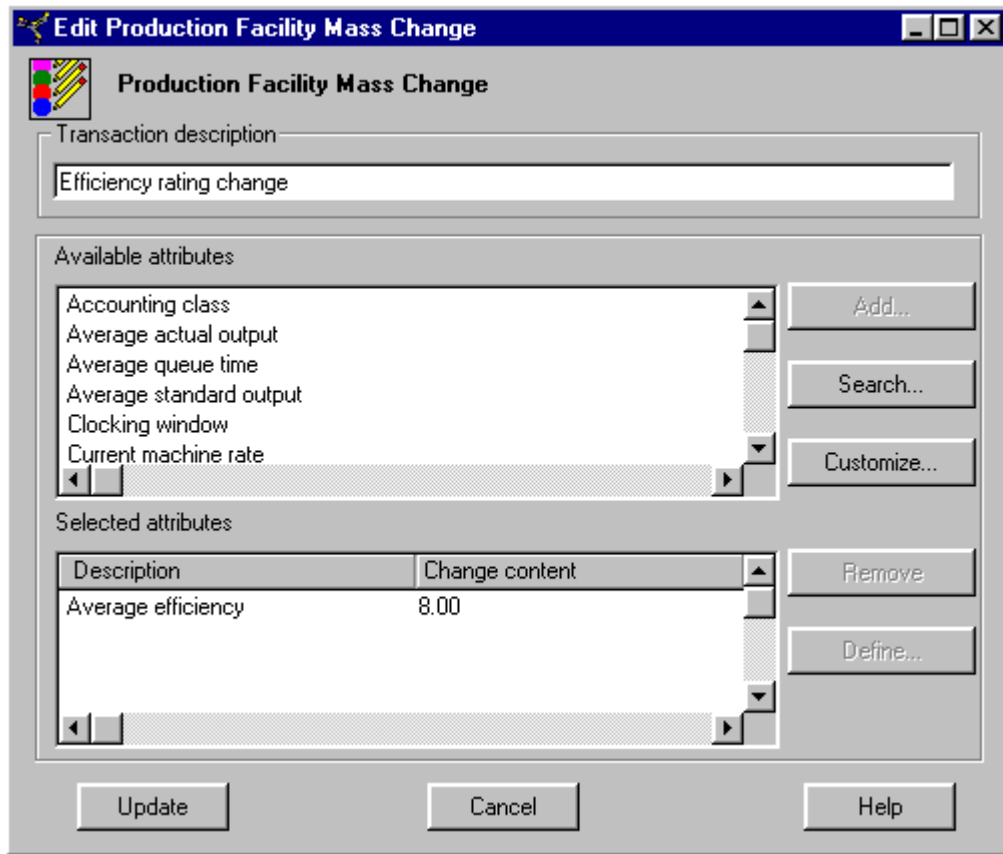 Edit Production Facility Mass Change
Production Facility Mass Change
Transaction description
Efficiency rating change
Available attributes
Accounting class
Average actual output
Average queue time
Average standard output
Clocking window
Current machine rate
Add...
Search...
Customize...
Selected attributes
Description Change content
Average efficiency 8.00
Remove
Define...
Update Cancel Help